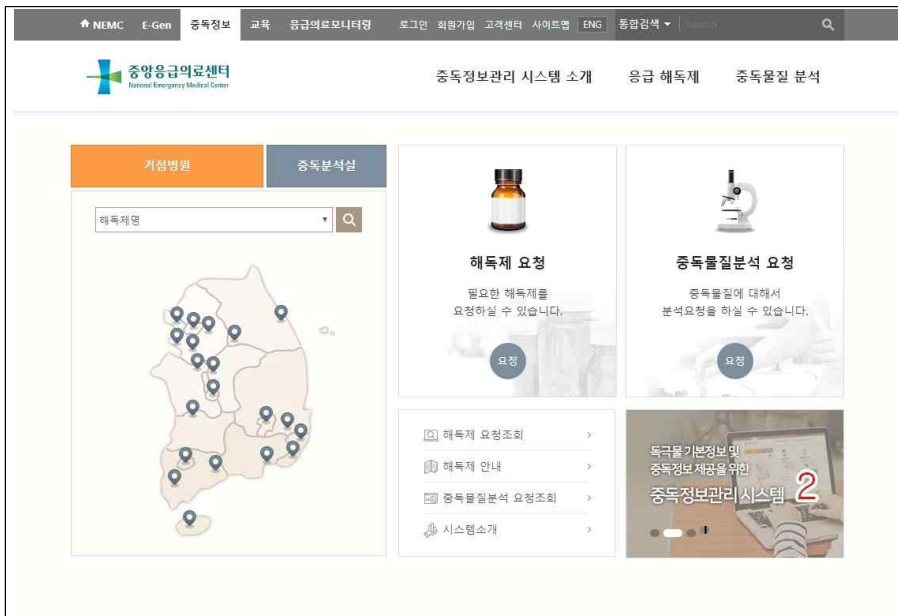 NEMC E-Gen 중독정보 교육 응급의료모니터링 로그인 회원가입 고객센터 사이트맵 ENG 통합검색 Search
중앙응급의료센터
National Emergency Medical Center
중독정보관리 시스템 소개 응급 해독제 중독물질 분석
거점병원 중독분석실
해독제명
해독제 요청
필요한 해독제를
요청하실 수 있습니다.
요청
중독물질분석 요청
중독물질에 대해서
분석요청을 하실 수 있습니다.
요청
해독제 요청조회
해독제 안내
중독물질분석 요청조회
시스템소개
독극물 기본정보 및
중독정보 제공을 위한
중독정보관리 시스템 2